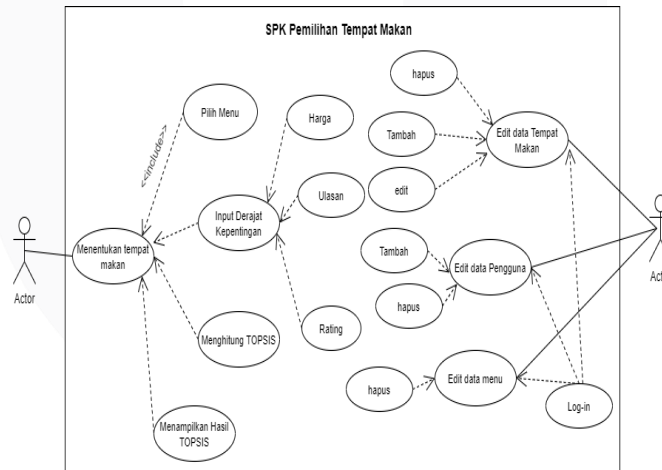 SPK Pemilihan Tempat Makan
hapus
Pilih Menu
Harga
Tambah
Edit data Tempat
Makan
<<include>>
edit
Ulasan
Input Derajat
Kepentingan
Menentukan tempat
makan
Actor
Tambah
Edit data Pengguna
Act
hapus
Menghitung TOPSIS
Rating
Edit data menu
hapus
Log-in
Menampilkan Hasil
TOPSIS